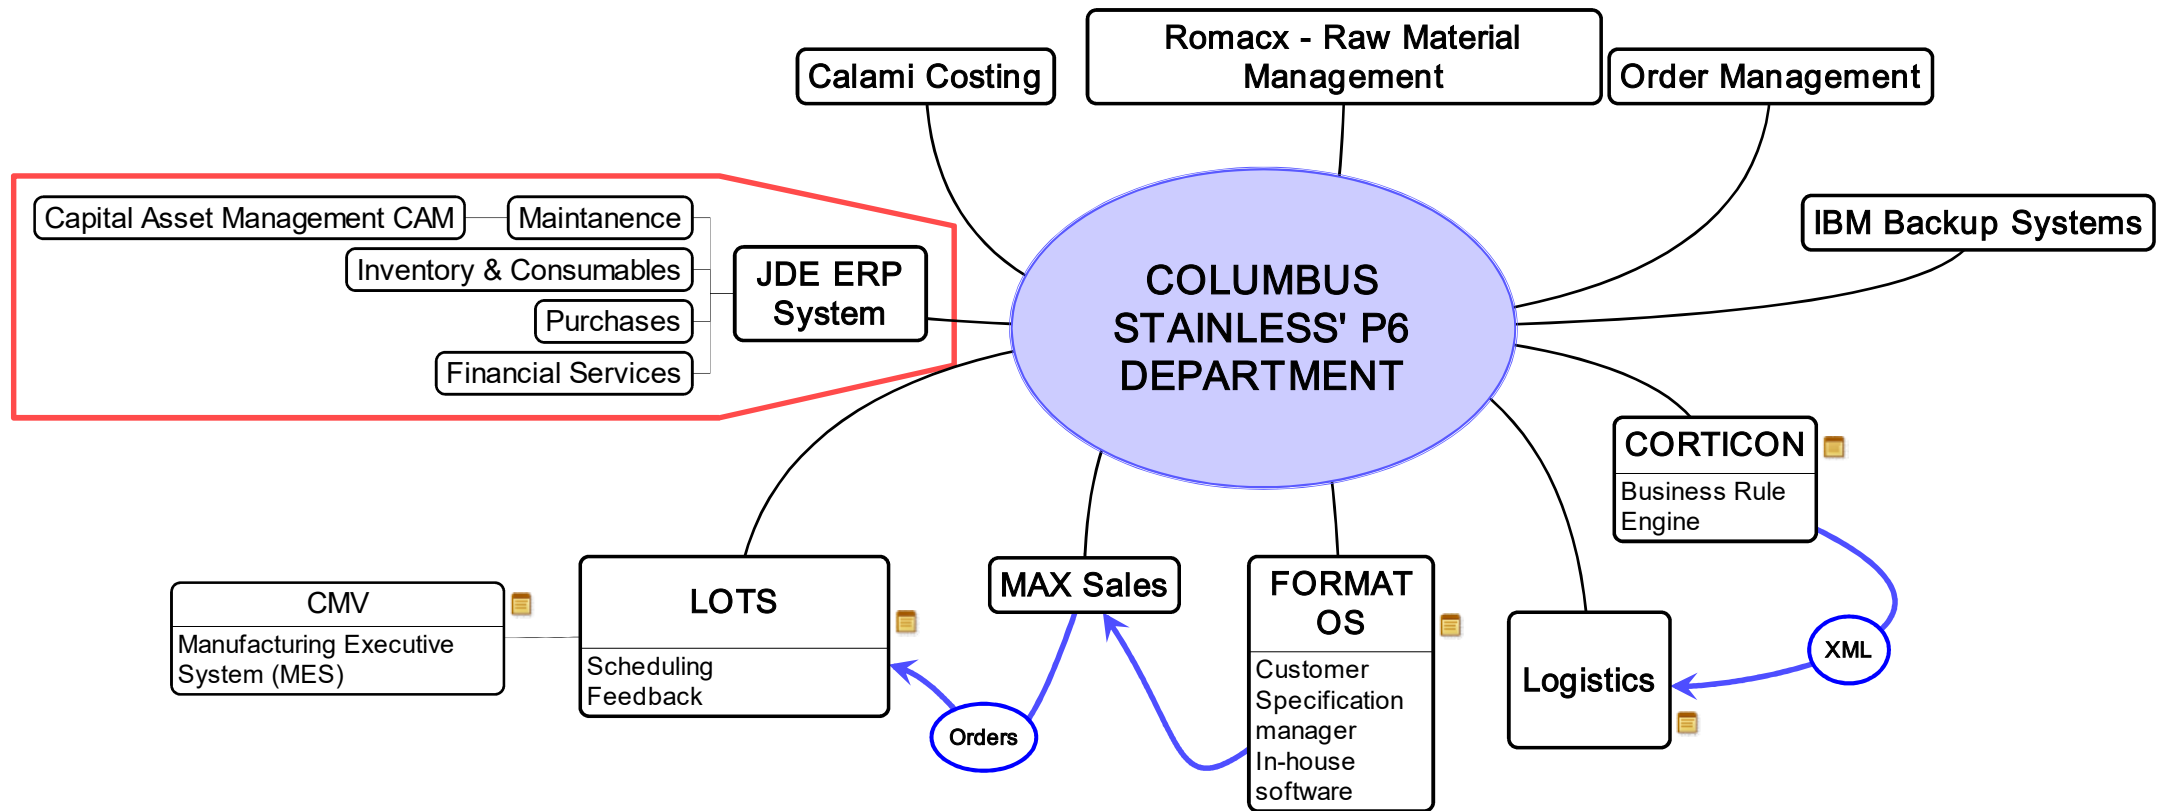 Romacx - Raw Material
Management
Calami Costing
Order Management
Capital Asset Management CAM
Maintanence
IBM Backup Systems
Inventory & Consumables
JDE ERP
System
Purchases
Financial Services
COLUMBUS
STAINLESS' P6
DEPARTMENT
CORTICON
Business Rule
Engine
CMV
Manufacturing Executive
System (MES)
LOTS
Scheduling
Feedback
MAX Sales
FORMAT
OS
Customer
Specification
manager
In-house
software
Logistics
XML
Orders